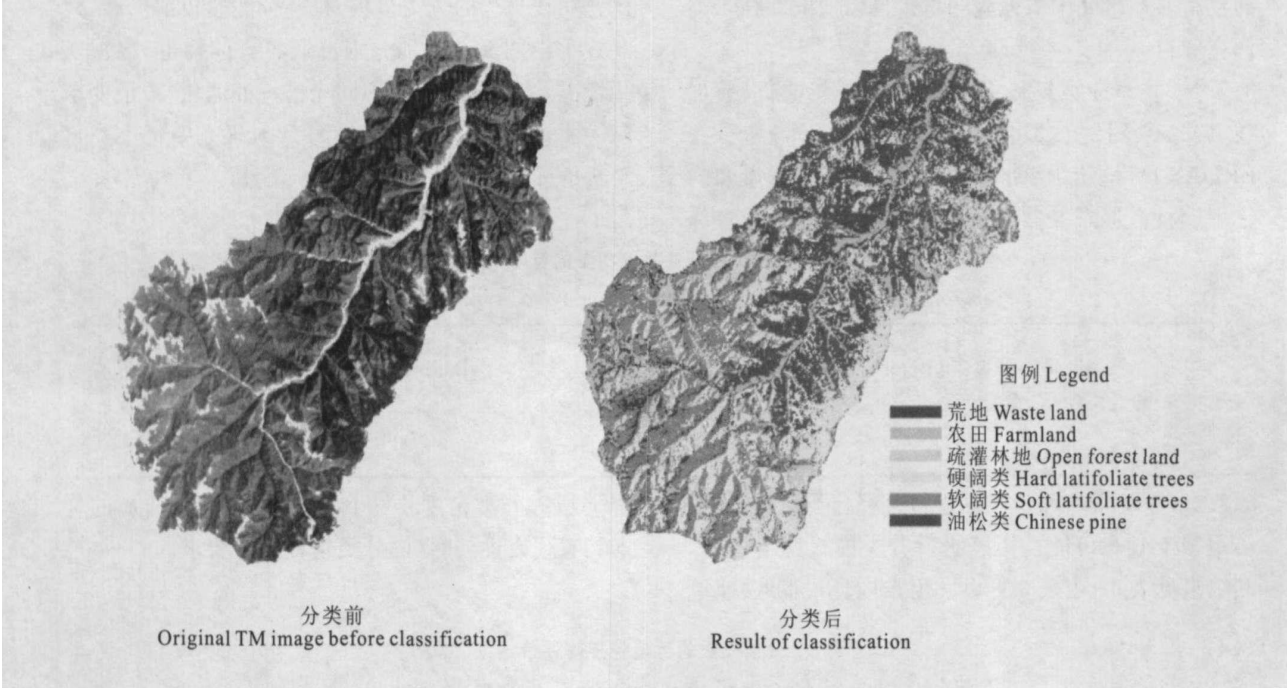 图例 Legend
荒地 Waste land
农田 Farmland
疏灌林地 Open forest land
硬阔类 Hard latifoliate trees
软阔类 Soft latifoliate trees
油松类 Chinese pine
分类前
Original TM image before classification
分类后
Result of classification